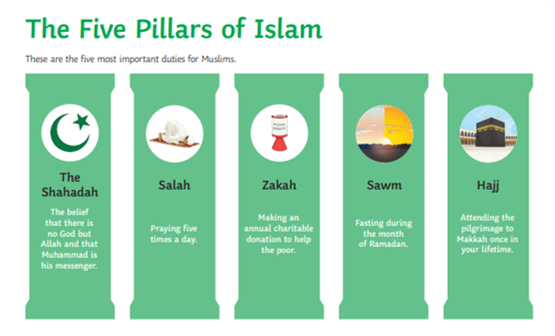 The Five Pillars of Islam
These are the five most important duties for Muslims.
The
Shahadah
The belief
that there is
no God but
Allah and that
Muhammad is
his messenger.
Salah
Praying five
times a day.
Zakah
Making an
annual charitable
donation to help
the poor.
Sawm
Fasting during
the month
of Ramadan.
Hajj
Attending the
pilgrimage to
Makkah once in
your lifetime.